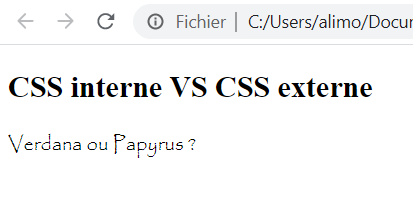 Fichier | C:/Users/alimo/Docu
CSS interne VS CSS externe
Verdana ou Papyrus ?